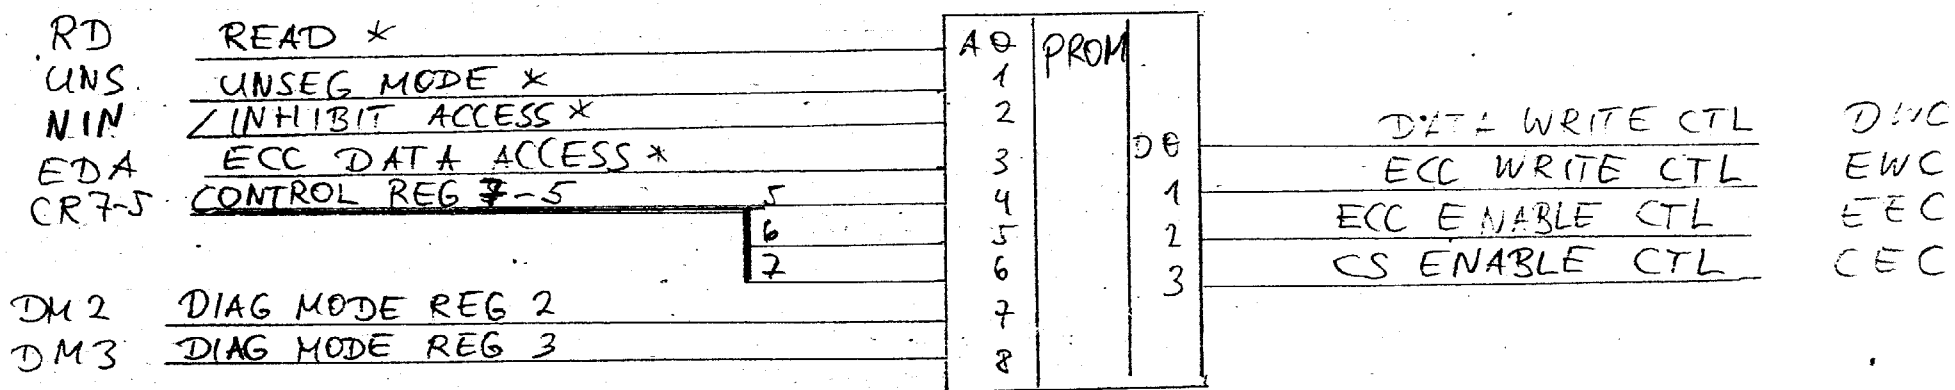 RD READ * A0 PROM
UNS. UNSEG MODE * 1
NIN /INHIBIT ACCESS * 2 DATA WRITE CTL DWC
EDA ECC DATA ACCESS * 3 D0 ECC WRITE CTL EWC
CR7-5 CONTROL REG 7-5 5 4 1 ECC ENABLE CTL EEC
6 5 2 CS ENABLE CTL CEC
7 6 3
DM2 DIAG MODE REG 2 7
DM3 DIAG MODE REG 3 8